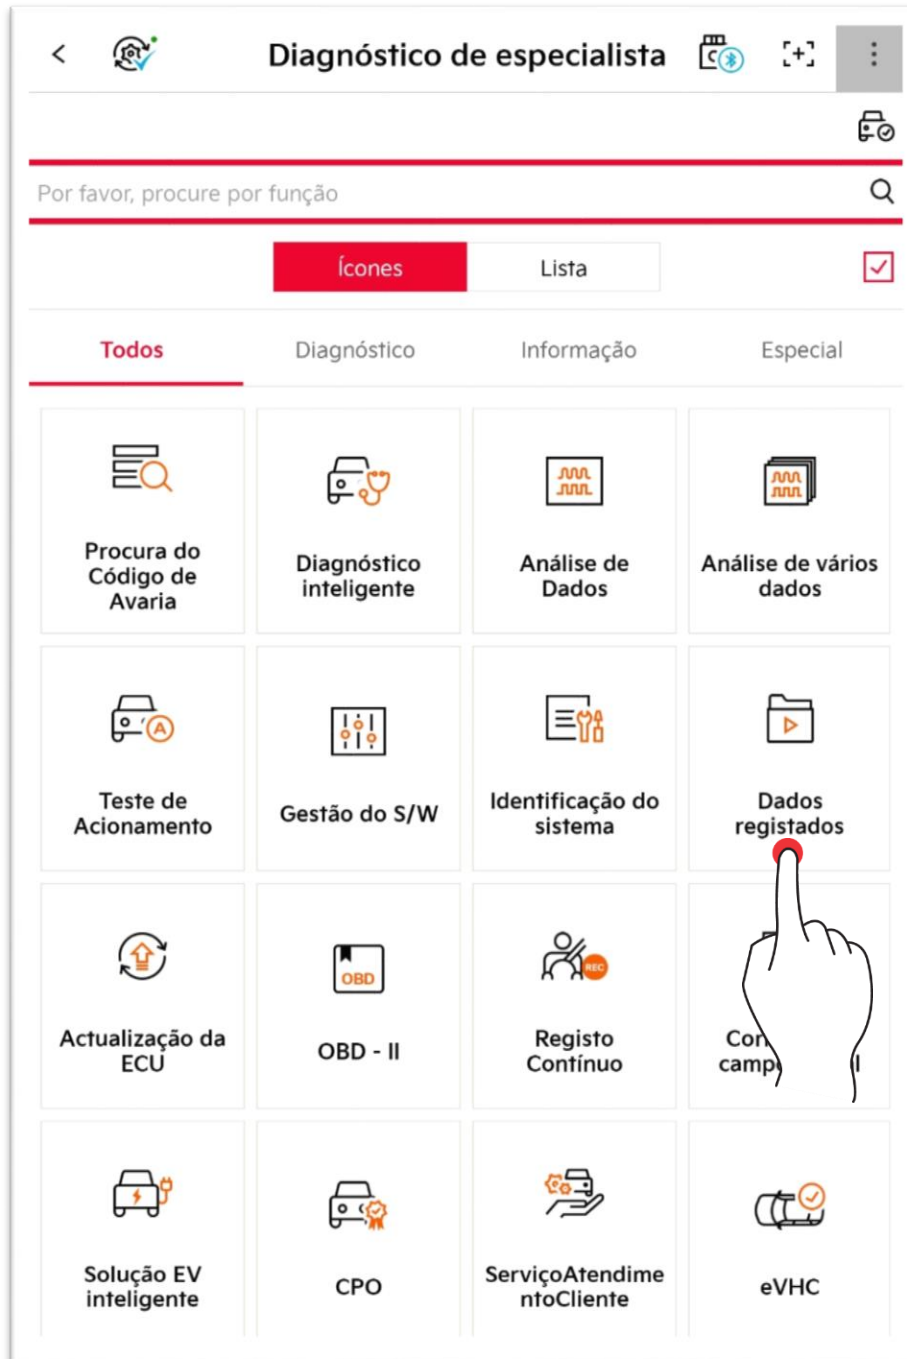 Diagnóstico de especialista
Por favor, procure por função
Ícones
Lista
Todos
Diagnóstico
Informação
Especial
Procura do
Código de
Avaria
Diagnóstico
inteligente
Análise de
Dados
Análise de vários
dados
A
Teste de
Acionamento
Gestão do S/W
Identificação do
sistema
Dados
registados
Actualização da
ECU
OBD
OBD - II
REC
Registo
Contínuo
Solução EV
inteligente
CPO
ServiçoAtendime
ntoCliente
eVHC